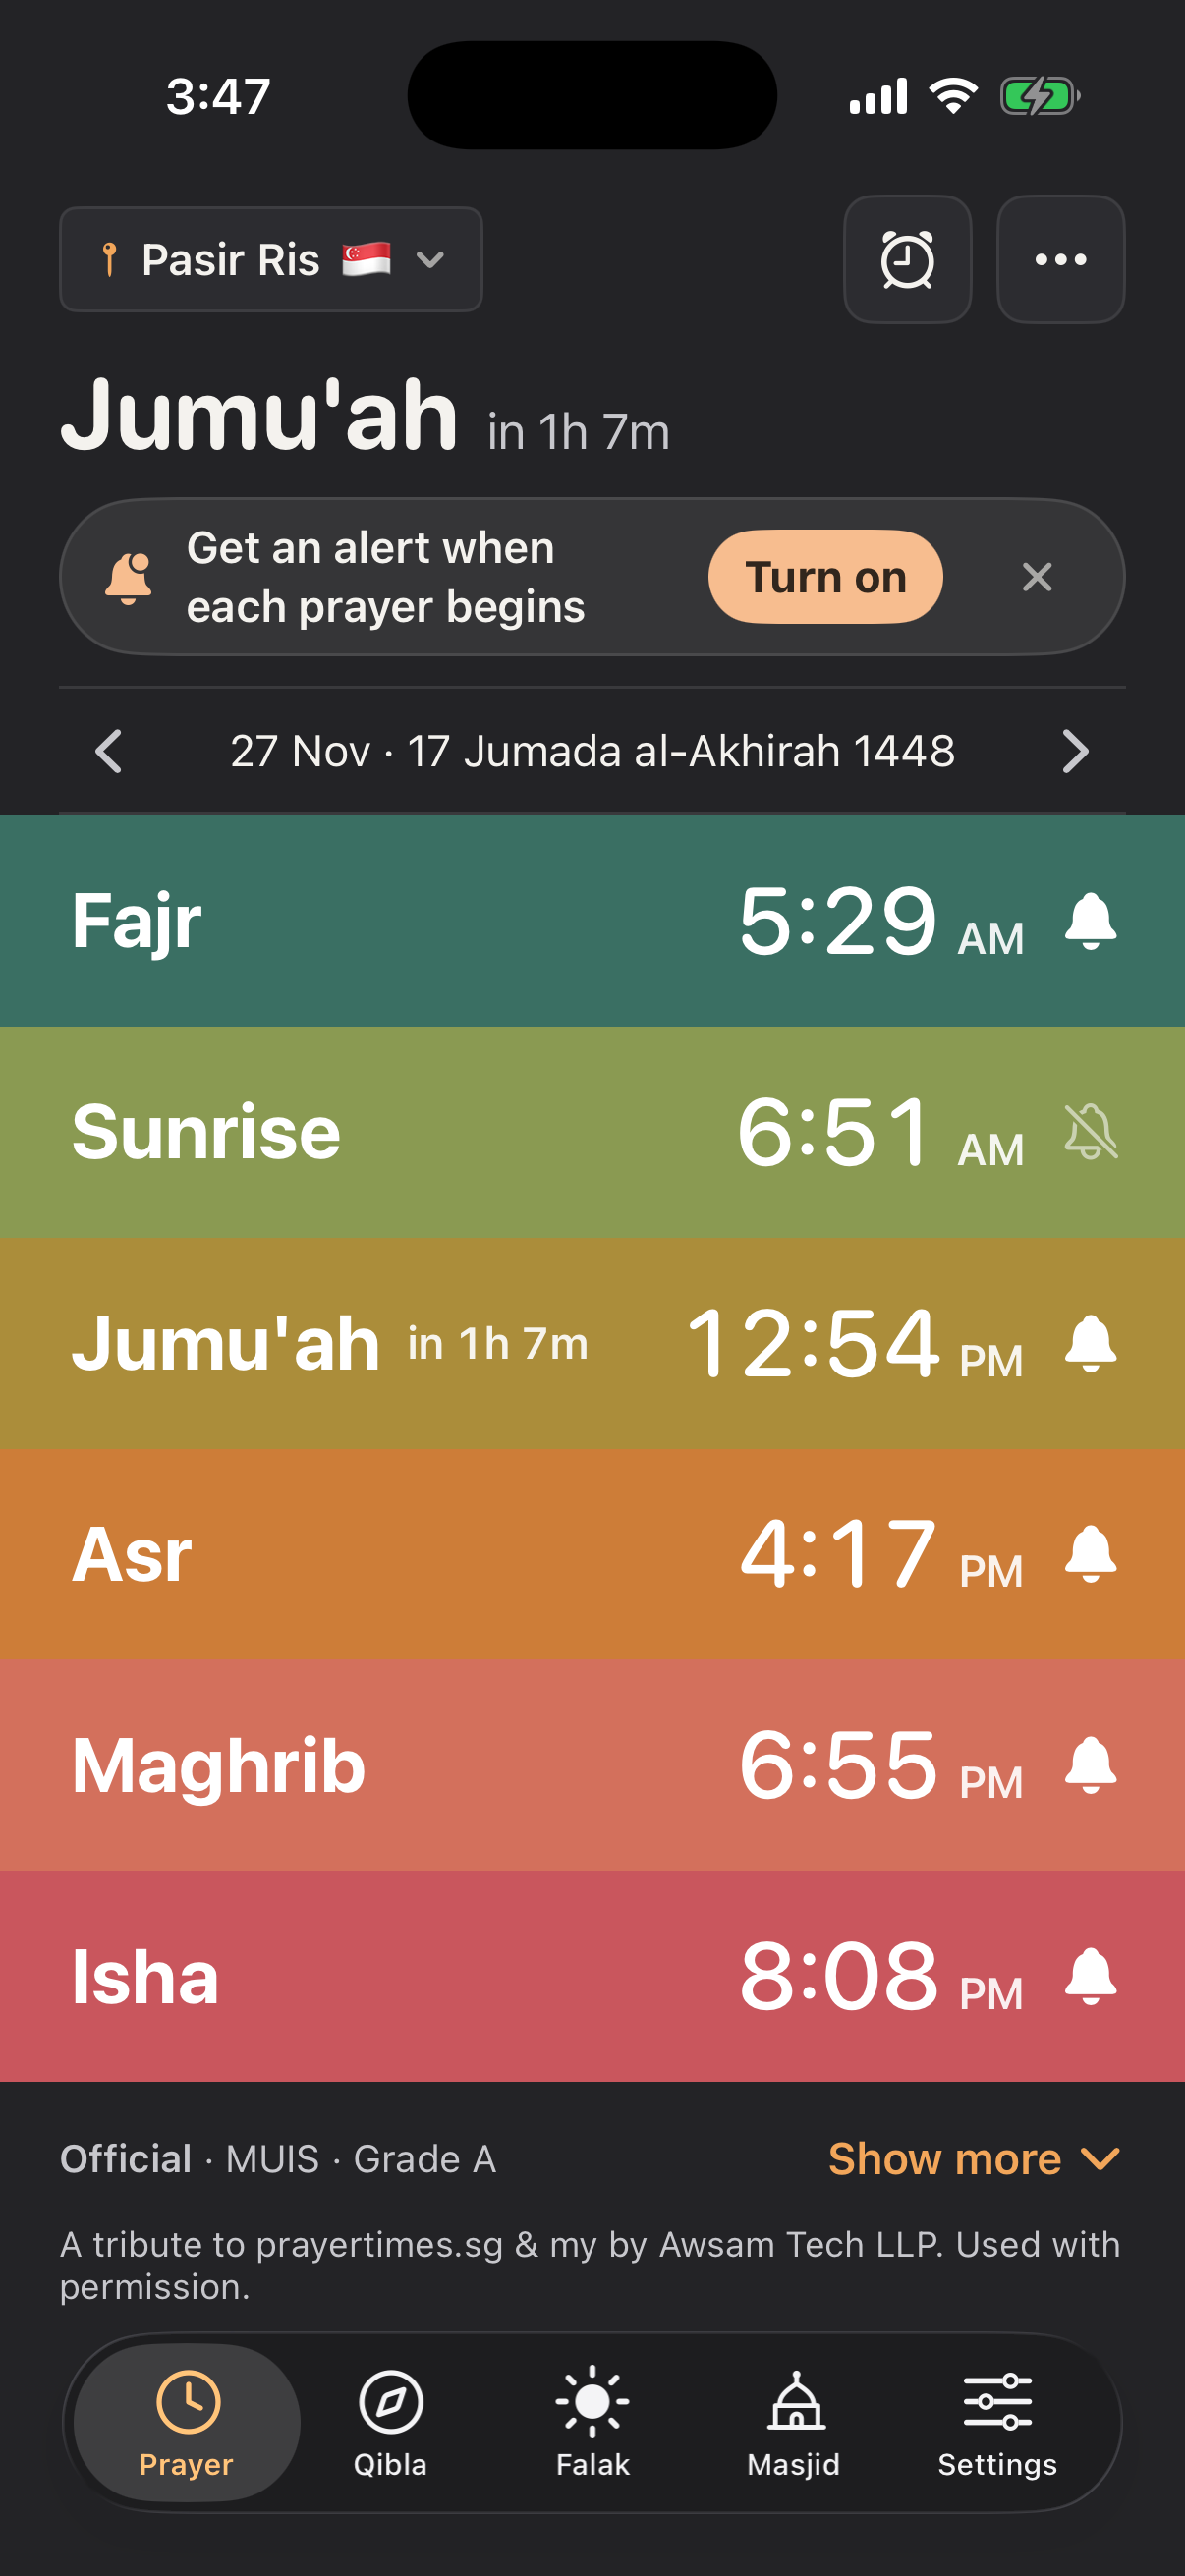 3:47
Pasir Ris
Jumu'ah in 1h 7m
Get an alert when
each prayer begins
Turn on
27 Nov · 17 Jumada al-Akhirah 1448
Fajr 5:29 AM
Sunrise 6:51 AM
Jumu'ah in 1h 7m 12:54 PM
Asr 4:17 PM
Maghrib 6:55 PM
Isha 8:08 PM
Official · MUIS · Grade A Show more
A tribute to prayertimes.sg & my by Awsam Tech LLP. Used with
permission.
Prayer Qibla Falak Masjid Settings